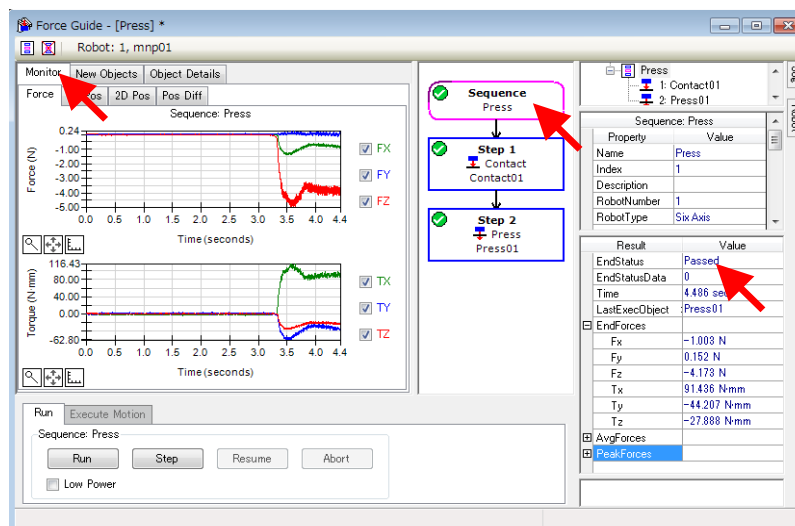 Force Guide - [Press] *
Robot: 1, mnp01
Monitor New Objects Object Details
Force os 2D Pos Pos Diff
Sequence: Press
Force (N)
0.24
-1.00
-2.00
-3.00
-4.00
-5.00
0.0 0.5 1.0 1.5 2.0 2.5 3.0 3.5 4.0 4.4
Time (seconds)
FX
FY
FZ
Torque (N·mm)
116.43
80.00
40.00
0.00
-62.80
0.0 0.5 1.0 1.5 2.0 2.5 3.0 3.5 4.0 4.4
Time (seconds)
TX
TY
TZ
Run Execute Motion
Sequence: Press
Run Step Resume Abort
Low Power
Sequence
Press
Step 1
Contact
Contact01
Step 2
Press
Press01
Press
1: Contact01
2: Press01
Sequence: Press
Property Value
Name Press
Index 1
Description
RobotNumber 1
RobotType Six Axis
Result Value
EndStatus Passed
EndStatusData 0
Time 4.486 sec
LastExecObject :Press01
EndForces
Fx -1.003 N
Fy 0.152 N
Fz -4.173 N
Tx 91.436 N·mm
Ty -44.207 N·mm
Tz -27.888 N·mm
AvgForces
PeakForces